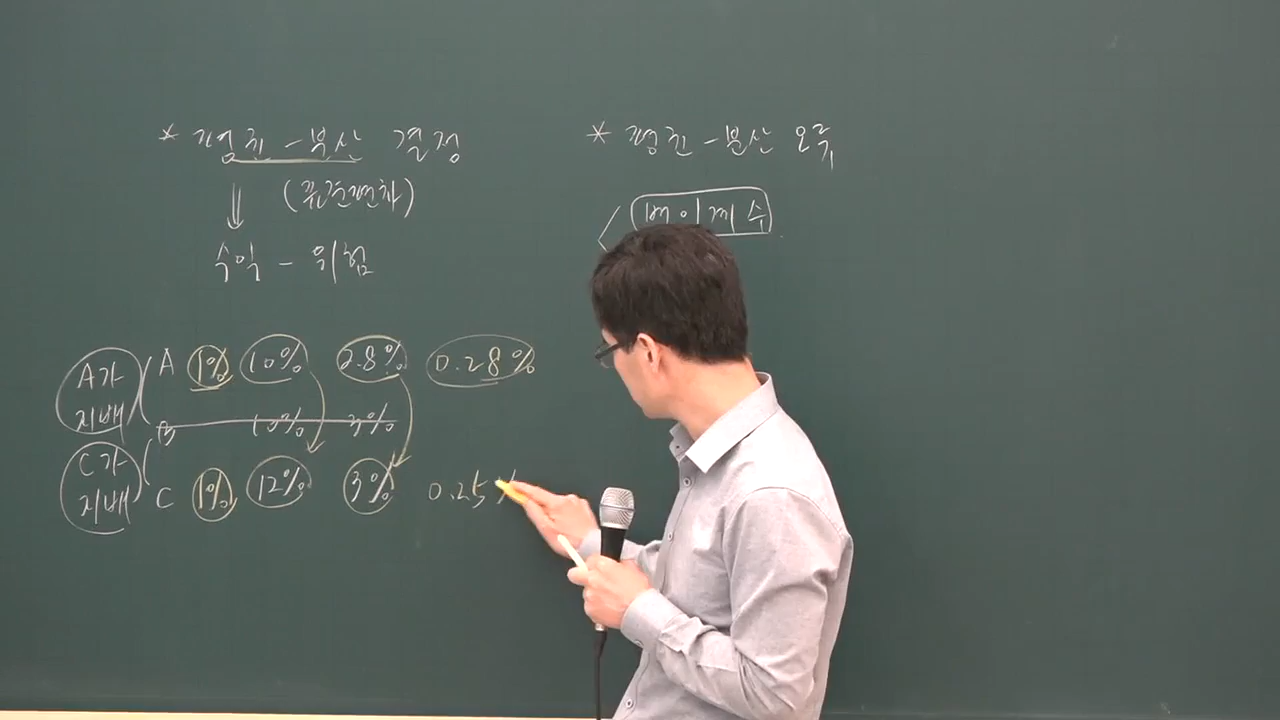 * 평균 - 분산 결정
(표준편차)
⇓
수익 - 위험
* 평균 - 분산 오류
변이계수
A가 지배
A 1% 10% 2.8% 0.28%
B 10% 3%
C가 지배
C 1% 12% 3% 0.25%